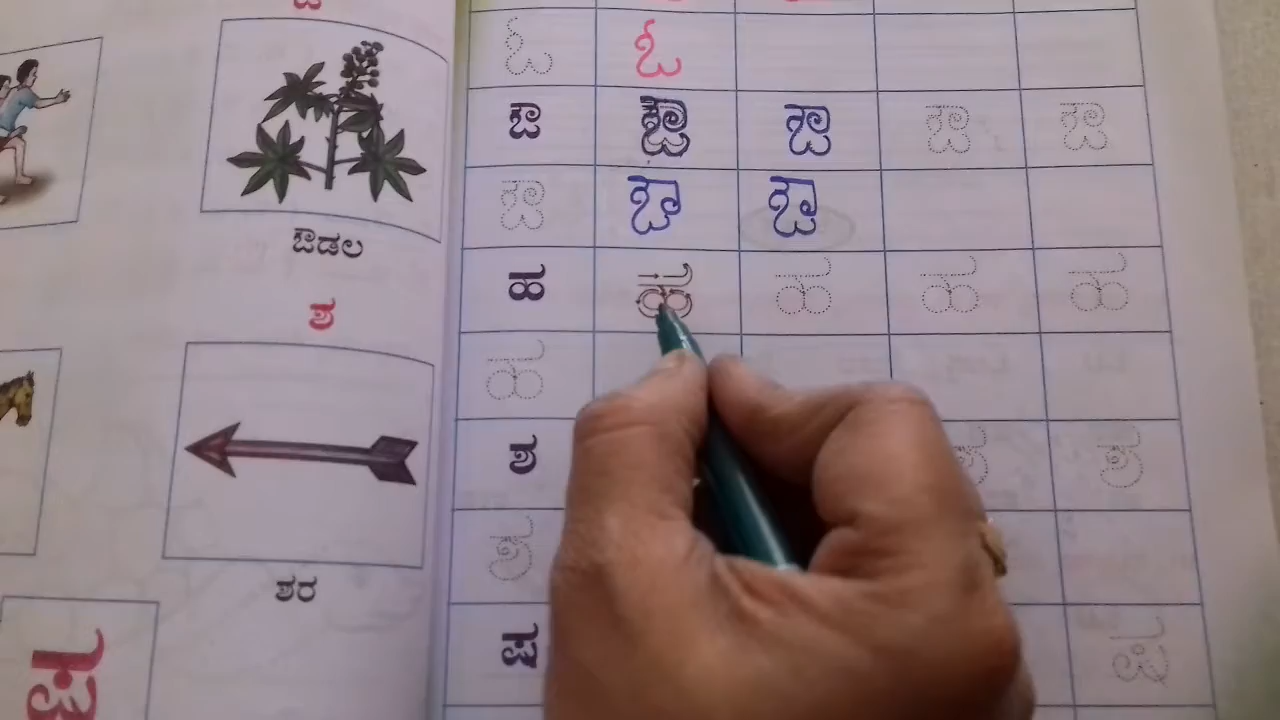 ಔಡಲ
ಶ
ಶರ
ಷ
ಓ ಓ
ಔ ಔ ಔ ಔ ಔ
ಔ ಔ ಔ
ಹ ಹ ಹ ಹ ಹ
ಹ
ಶ ಶ ಶ
ಶ
ಷ ಷ